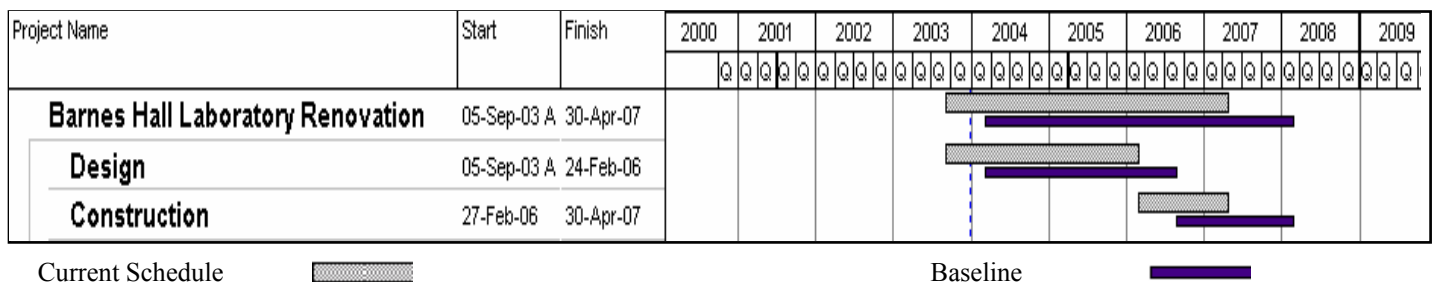 Project Name Start Finish 2000 2001 2002 2003 2004 2005 2006 2007 2008 2009
Q Q Q Q Q Q Q Q Q Q Q Q Q Q Q Q Q Q Q Q Q Q Q Q Q Q Q Q Q Q Q Q Q Q Q Q
Barnes Hall Laboratory Renovation 05-Sep-03 A 30-Apr-07
Design 05-Sep-03 A 24-Feb-06
Construction 27-Feb-06 30-Apr-07
Current Schedule Baseline